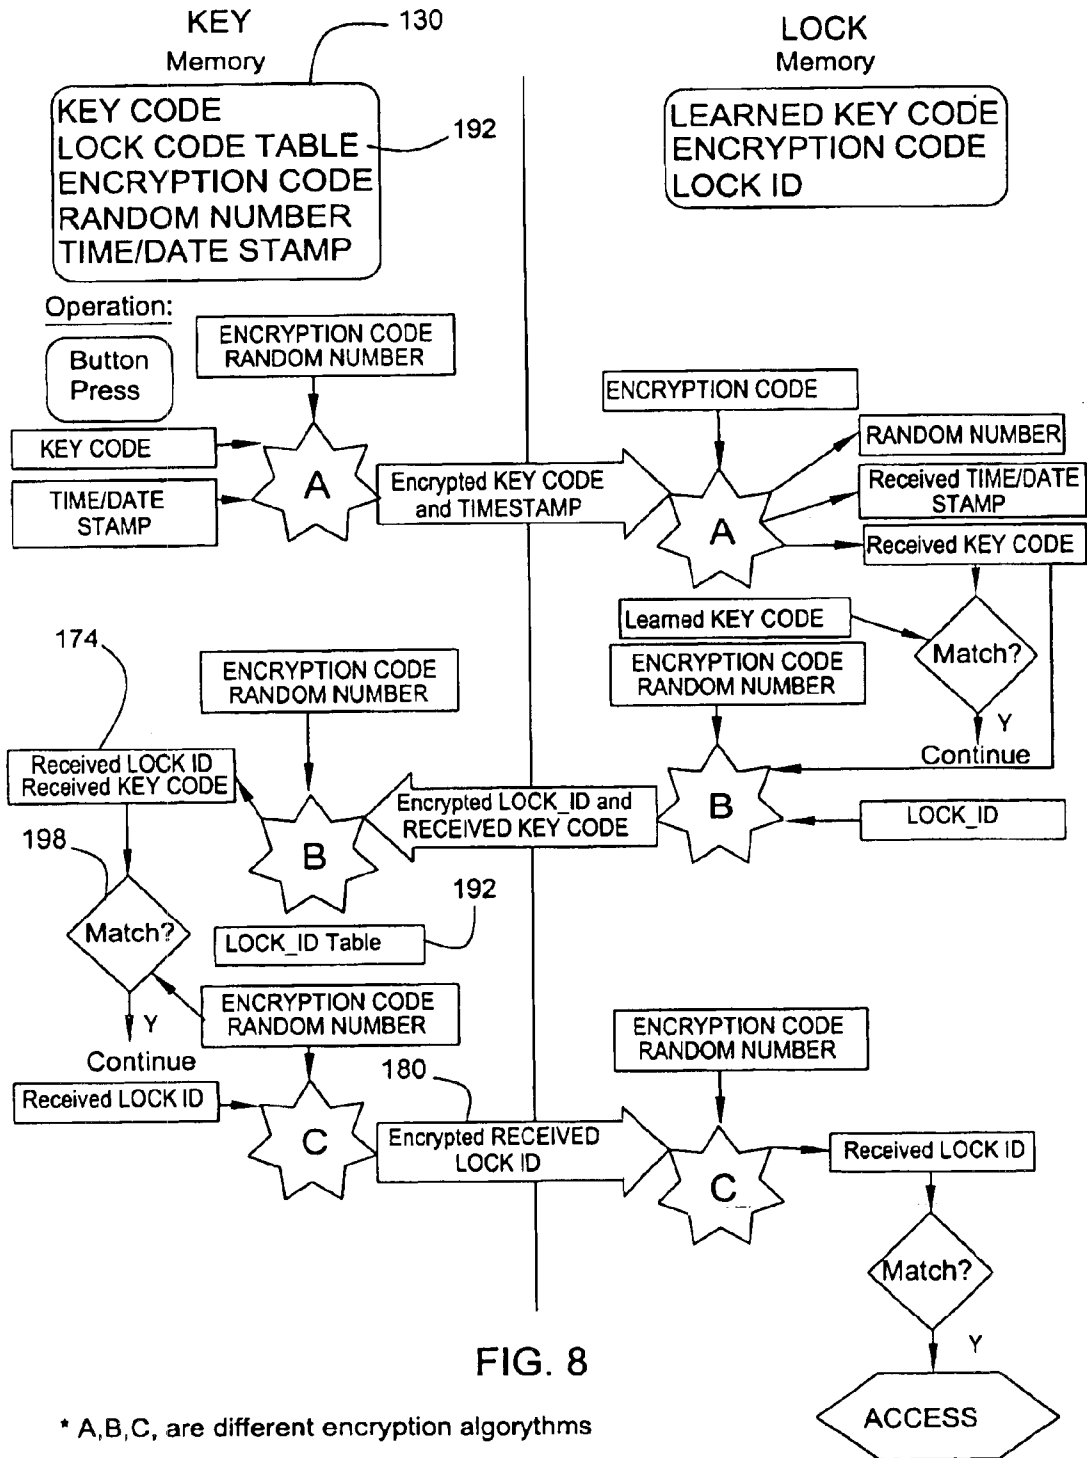 KEY
Memory
130
KEY CODE
LOCK CODE TABLE
192
ENCRYPTION CODE
RANDOM NUMBER
TIME/DATE STAMP
LOCK
Memory
LEARNED KEY CODE
ENCRYPTION CODE
LOCK ID
Operation:
Button
Press
ENCRYPTION CODE
RANDOM NUMBER
KEY CODE
TIME/DATE
STAMP
A
Encrypted KEY CODE
and TIMESTAMP
ENCRYPTION CODE
A
RANDOM NUMBER
Received TIME/DATE
STAMP
Received KEY CODE
Learned KEY CODE
Match?
Y
Continue
ENCRYPTION CODE
RANDOM NUMBER
B
LOCK_ID
Encrypted LOCK_ID and
RECEIVED KEY CODE
ENCRYPTION CODE
RANDOM NUMBER
B
174
Received LOCK ID
Received KEY CODE
198
Match?
192
LOCK_ID Table
Y
Continue
ENCRYPTION CODE
RANDOM NUMBER
Received LOCK ID
C
180
Encrypted RECEIVED
LOCK ID
ENCRYPTION CODE
RANDOM NUMBER
C
Received LOCK ID
Match?
Y
ACCESS
FIG. 8
* A,B,C, are different encryption algorythms